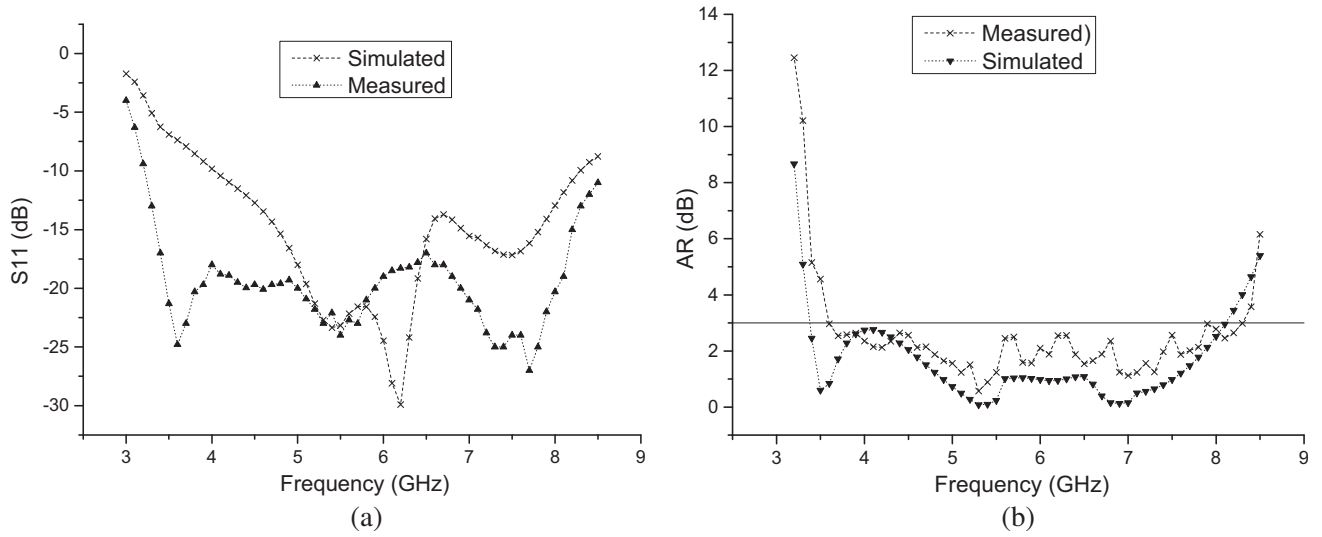 0
-5
-10
-15
-20
-25
-30
S11 (dB)
Simulated
Measured
3 4 5 6 7 8 9
Frequency (GHz)
(a)
14
12
10
8
6
4
2
0
AR (dB)
Measured)
Simulated
3 4 5 6 7 8 9
Frequency (GHz)
(b)